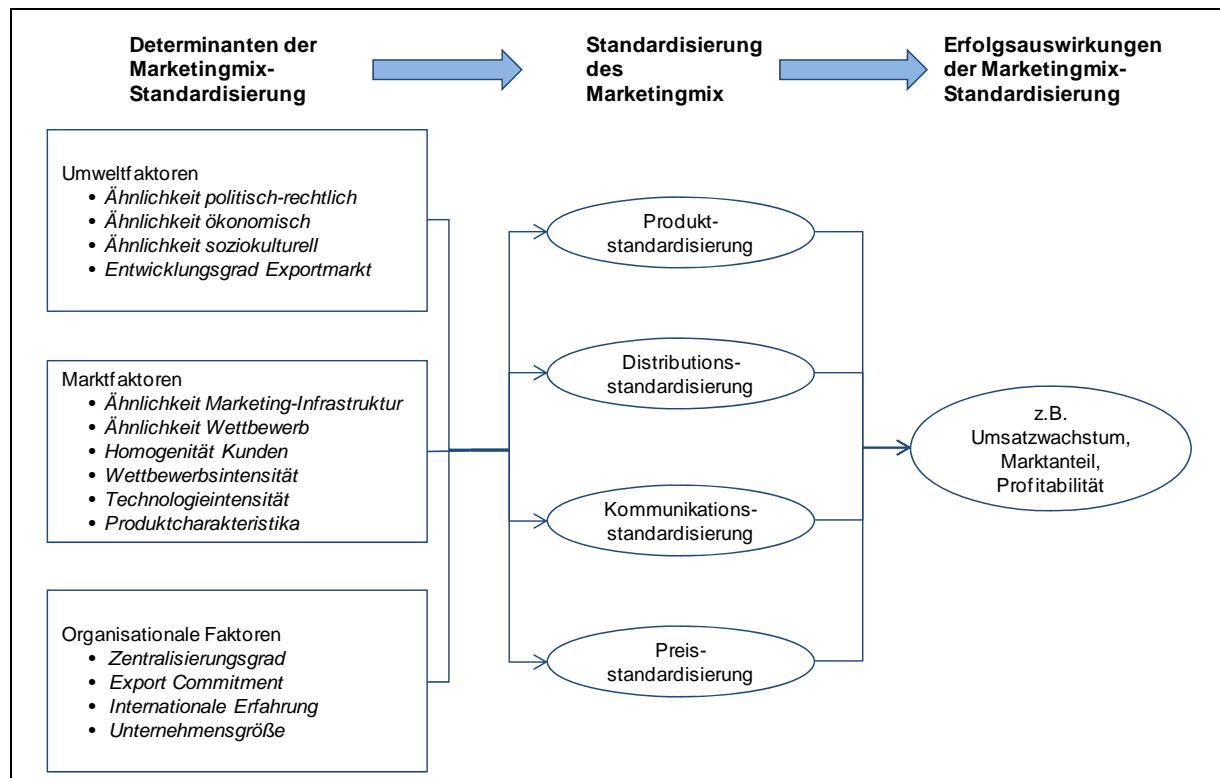 Determinanten der
Marketingmix-
Standardisierung
Standardisierung
des
Marketingmix
Erfolgsauswirkungen
der Marketingmix-
Standardisierung
Umweltfaktoren
• Ähnlichkeit politisch-rechtlich
• Ähnlichkeit ökonomisch
• Ähnlichkeit soziokulturell
• Entwicklungsgrad Exportmarkt
Marktfaktoren
• Ähnlichkeit Marketing-Infrastruktur
• Ähnlichkeit Wettbewerb
• Homogenität Kunden
• Wettbewerbsintensität
• Technologieintensität
• Produktcharakteristika
Organisationale Faktoren
• Zentralisierungsgrad
• Export Commitment
• Internationale Erfahrung
• Unternehmensgröße
Produkt-
standardisierung
Distributions-
standardisierung
Kommunikations-
standardisierung
Preis-
standardisierung
z.B.
Umsatzwachstum,
Marktanteil,
Profitabilität